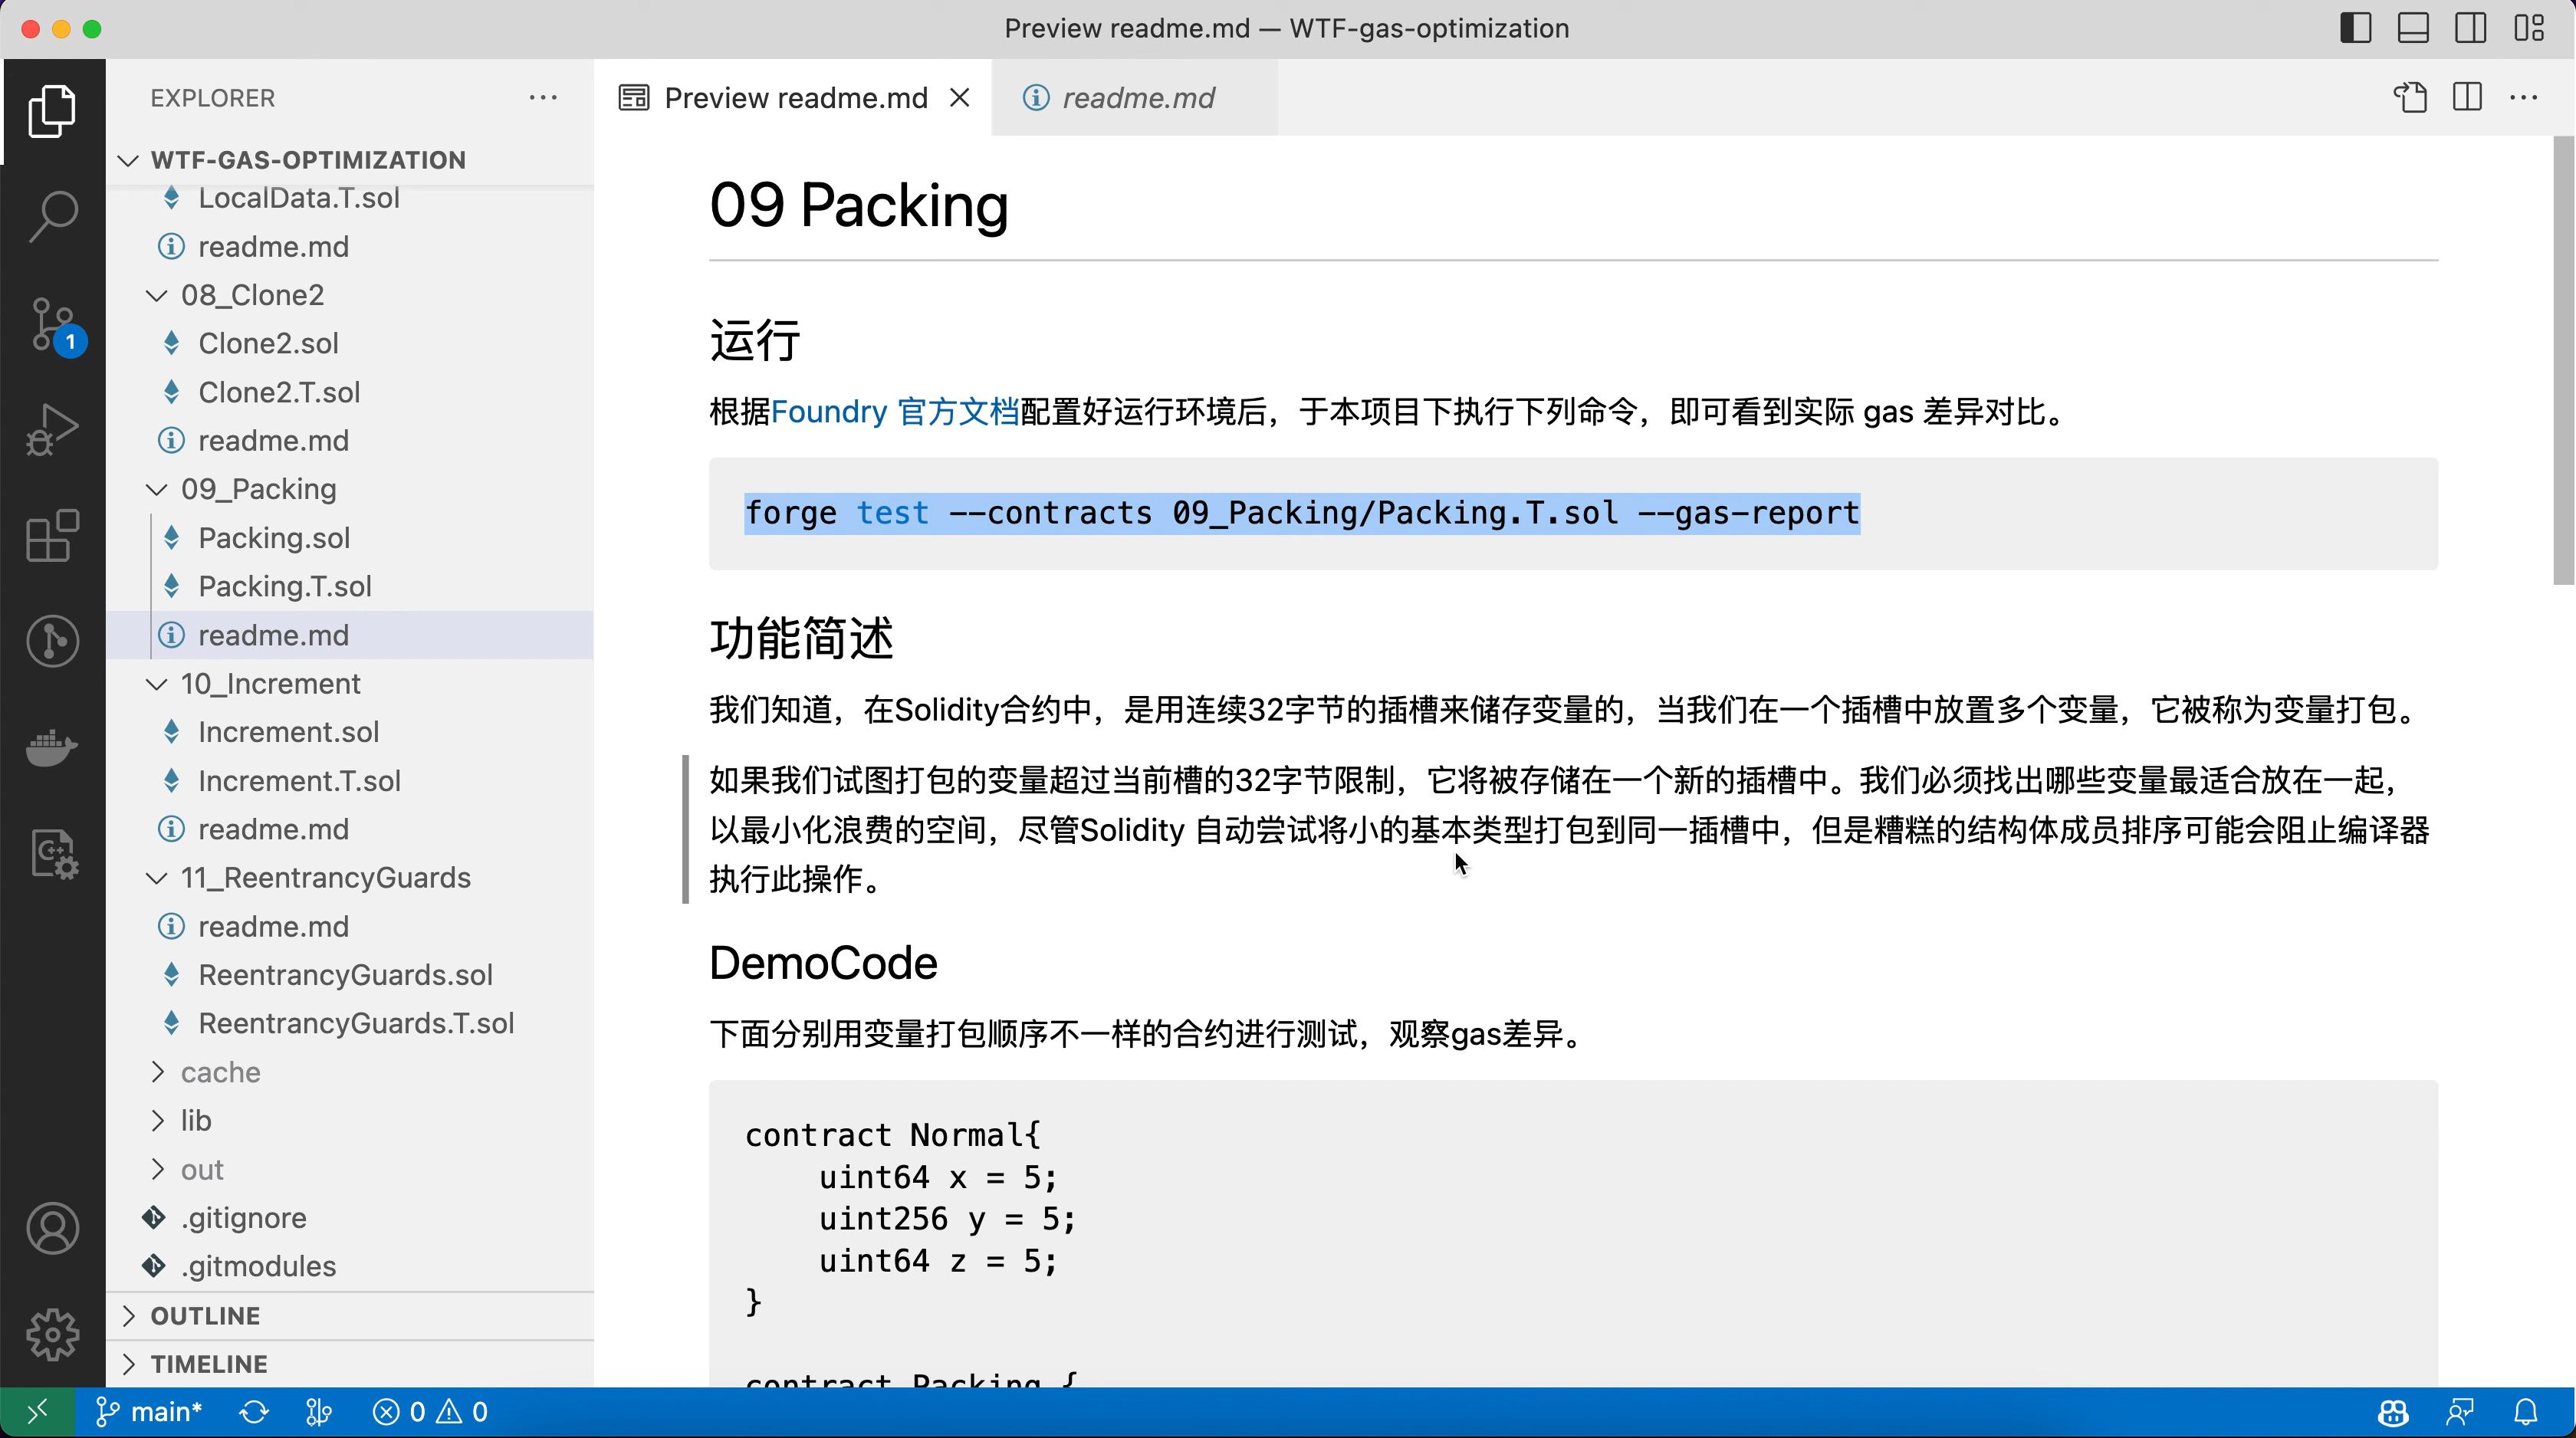 Preview readme.md — WTF-gas-optimization
EXPLORER
Preview readme.md
readme.md
WTF-GAS-OPTIMIZATION
LocalData.T.sol
readme.md
08_Clone2
Clone2.sol
Clone2.T.sol
readme.md
09_Packing
Packing.sol
Packing.T.sol
readme.md
10_Increment
Increment.sol
Increment.T.sol
readme.md
11_ReentrancyGuards
readme.md
ReentrancyGuards.sol
ReentrancyGuards.T.sol
cache
lib
out
.gitignore
.gitmodules
OUTLINE
TIMELINE
1
C++
09 Packing
运行
根据Foundry 官方文档配置好运行环境后，于本项目下执行下列命令，即可看到实际 gas 差异对比。
forge test --contracts 09_Packing/Packing.T.sol --gas-report
功能简述
我们知道，在Solidity合约中，是用连续32字节的插槽来储存变量的，当我们在一个插槽中放置多个变量，它被称为变量打包。
如果我们试图打包的变量超过当前槽的32字节限制，它将被存储在一个新的插槽中。我们必须找出哪些变量最适合放在一起，
以最小化浪费的空间，尽管Solidity 自动尝试将小的基本类型打包到同一插槽中，但是糟糕的结构体成员排序可能会阻止编译器
执行此操作。
DemoCode
下面分别用变量打包顺序不一样的合约进行测试，观察gas差异。
contract Normal{
uint64 x = 5;
uint256 y = 5;
uint64 z = 5;
}
contract Packing {
main* 0 0